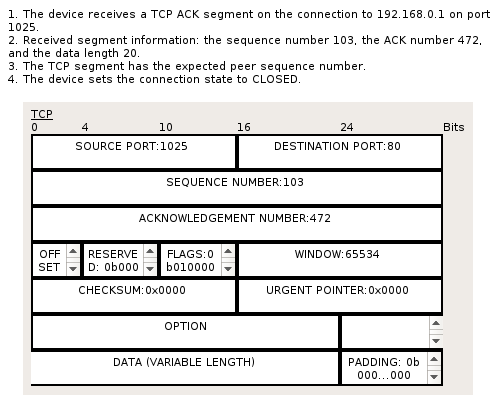 1. The device receives a TCP ACK segment on the connection to 192.168.0.1 on port
1025.
2. Received segment information: the sequence number 103, the ACK number 472,
and the data length 20.
3. The TCP segment has the expected peer sequence number.
4. The device sets the connection state to CLOSED.
TCP
0 4 10 16 24 Bits
SOURCE PORT:1025 DESTINATION PORT:80
SEQUENCE NUMBER:103
ACKNOWLEDGEMENT NUMBER:472
OFF RESERVE FLAGS:0 WINDOW:65534
SET D: 0b000 b010000
CHECKSUM:0x0000 URGENT POINTER:0x0000
OPTION
DATA (VARIABLE LENGTH) PADDING: 0b
000...000